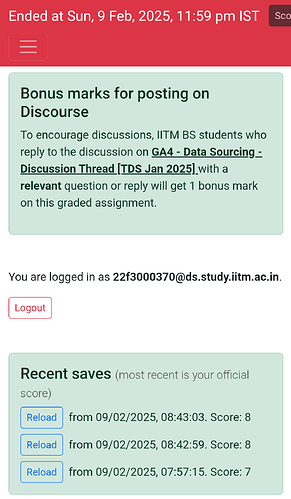 Ended at Sun, 9 Feb, 2025, 11:59 pm IST Sco
Bonus marks for posting on
Discourse
To encourage discussions, IITM BS students who
reply to the discussion on GA4 - Data Sourcing -
Discussion Thread [TDS Jan 2025] with a
relevant question or reply will get 1 bonus mark
on this graded assignment.
You are logged in as 22f3000370@ds.study.iitm.ac.in.
Logout
Recent saves (most recent is your official
score)
Reload from 09/02/2025, 08:43:03. Score: 8
Reload from 09/02/2025, 08:42:59. Score: 8
Reload from 09/02/2025, 07:57:15. Score: 7